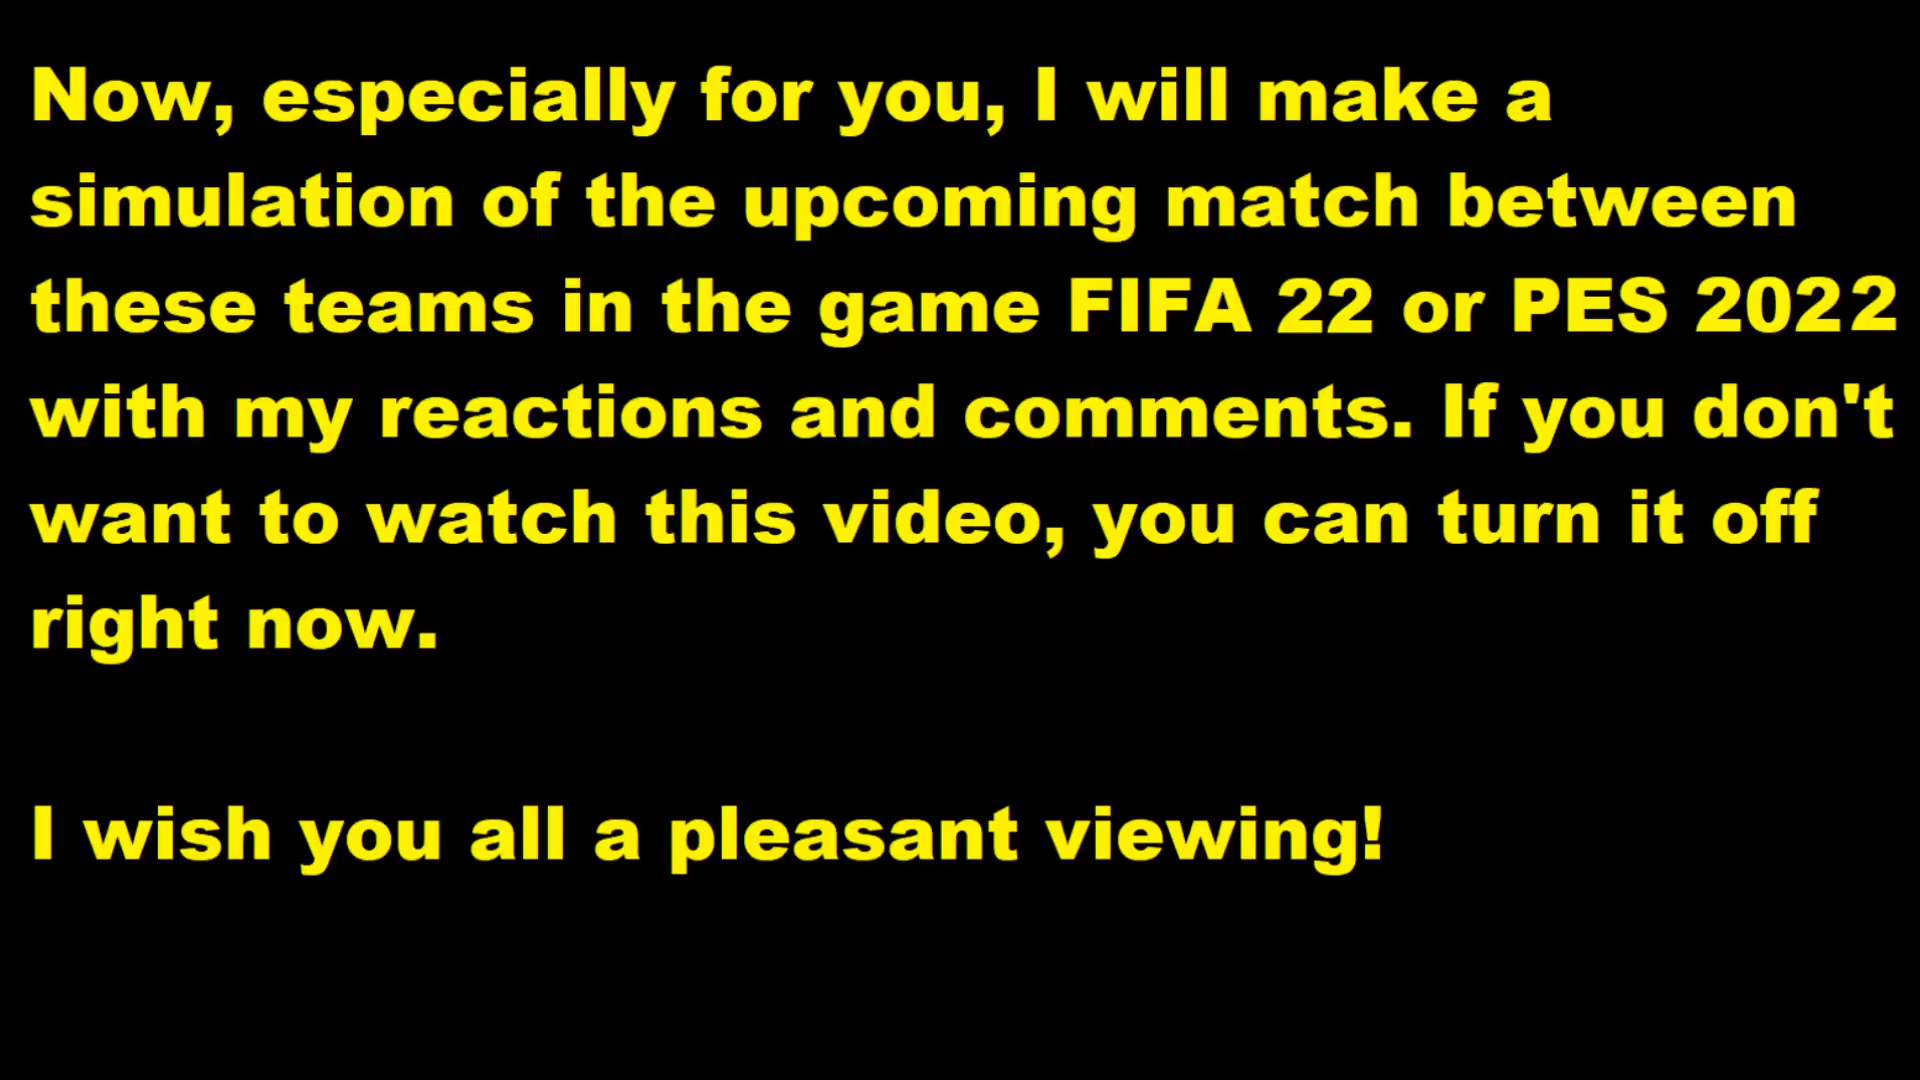 Now, especially for you, I will make a
simulation of the upcoming match between
these teams in the game FIFA 22 or PES 2022
with my reactions and comments. If you don't
want to watch this video, you can turn it off
right now.
I wish you all a pleasant viewing!